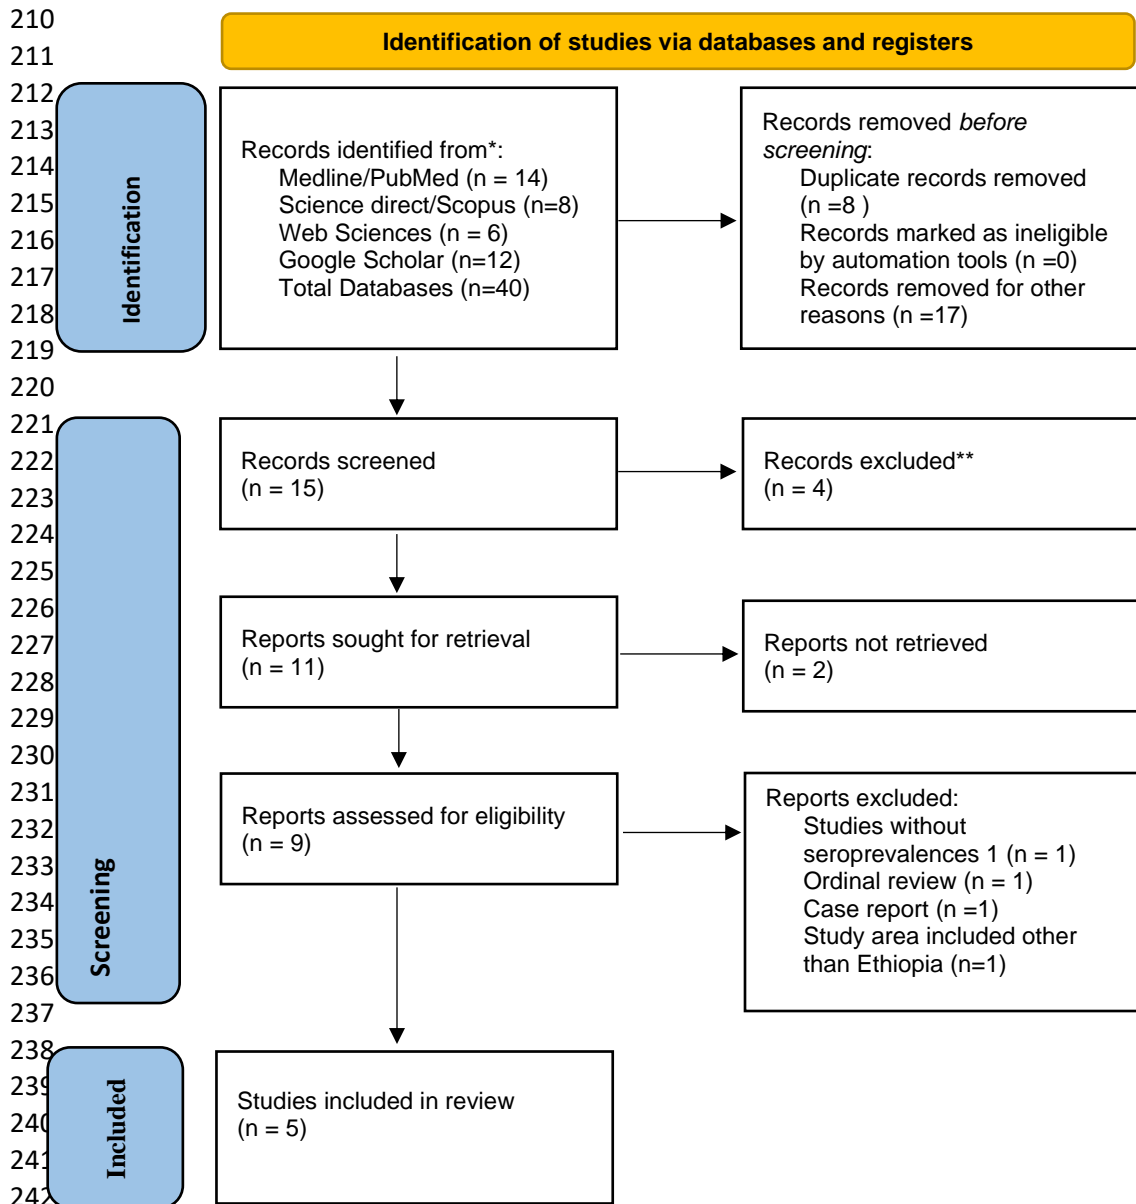 210
211
212
213
214
215
216
217
218
219
220
221
222
223
224
225
226
227
228
229
230
231
232
233
234
235
236
237
238
239
240
241
242
Identification of studies via databases and registers
Identification
Records identified from*:
Medline/PubMed (n = 14)
Science direct/Scopus (n=8)
Web Sciences (n = 6)
Google Scholar (n=12)
Total Databases (n=40)
Records removed before
screening:
Duplicate records removed
(n =8 )
Records marked as ineligible
by automation tools (n =0)
Records removed for other
reasons (n =17)
Screening
Records screened
(n = 15)
Records excluded**
(n = 4)
Reports sought for retrieval
(n = 11)
Reports not retrieved
(n = 2)
Reports assessed for eligibility
(n = 9)
Reports excluded:
Studies without
seroprevalences 1 (n = 1)
Ordinal review (n = 1)
Case report (n =1)
Study area included other
than Ethiopia (n=1)
Included
Studies included in review
(n = 5)